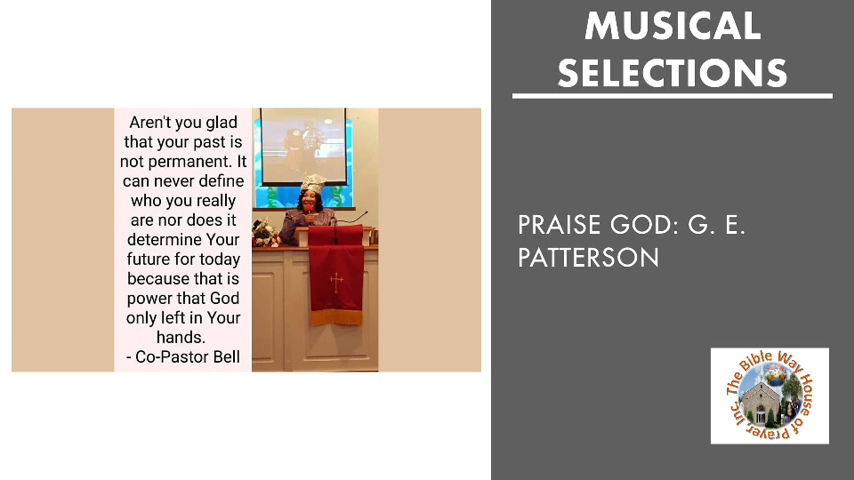 Aren't you glad
that your past is
not permanent. It
can never define
who you really
are nor does it
determine Your
future for today
because that is
power that God
only left in Your
hands.
- Co-Pastor Bell
MUSICAL
SELECTIONS
PRAISE GOD: G. E.
PATTERSON
The Bible Way House of Prayer, Inc.